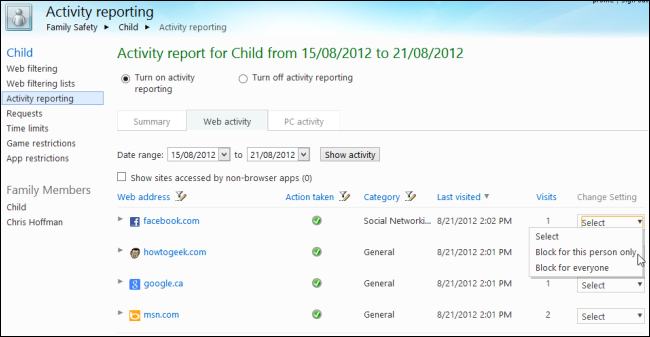 profile | sign out
Activity reporting
Family Safety ► Child ► Activity reporting
Child
Web filtering
Web filtering lists
Activity reporting
Requests
Time limits
Game restrictions
App restrictions
Family Members
Child
Chris Hoffman
Activity report for Child from 15/08/2012 to 21/08/2012
Turn on activity reporting
Turn off activity reporting
Summary Web activity PC activity
Date range: 15/08/2012 to 21/08/2012 Show activity
Show sites accessed by non-browser apps (0)
Web address Action taken Category Last visited ▼ Visits Change Setting
facebook.com Social Networki... 8/21/2012 2:02 PM 1 Select
Select
Block for this person only
Block for everyone
howtogeek.com General 8/21/2012 2:01 PM
google.ca General 8/21/2012 2:01 PM 1 Select
msn.com General 8/21/2012 2:01 PM 2 Select